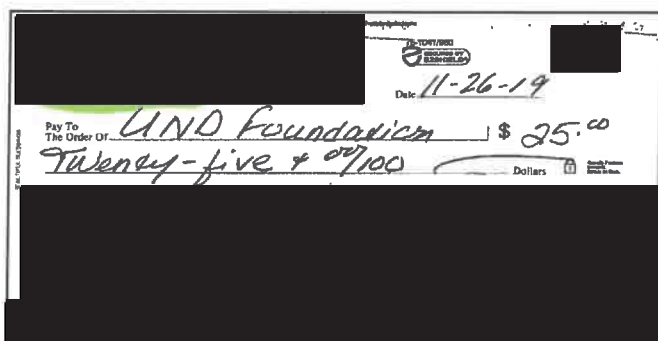 Date 11-26-19
Pay To
The Order Of UND Foundation $ 25.00
Twenty-five & 00/100 Dollars